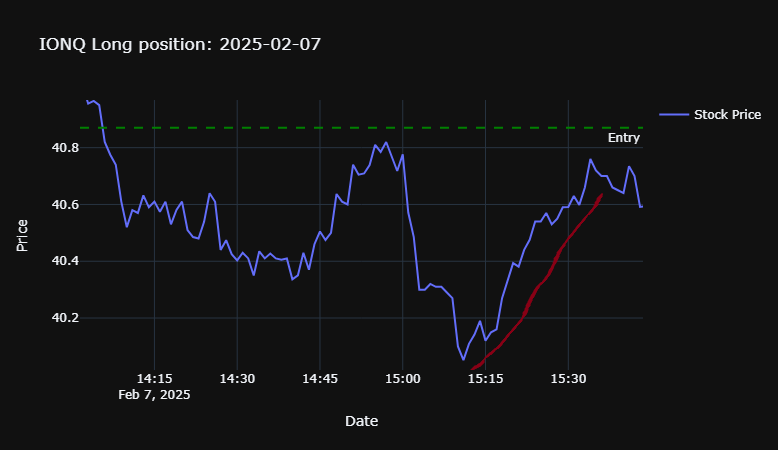 IONQ Long position: 2025-02-07
Stock Price
Entry
40.8
40.6
40.4
40.2
Price
14:15
14:30
14:45
15:00
15:15
15:30
Feb 7, 2025
Date